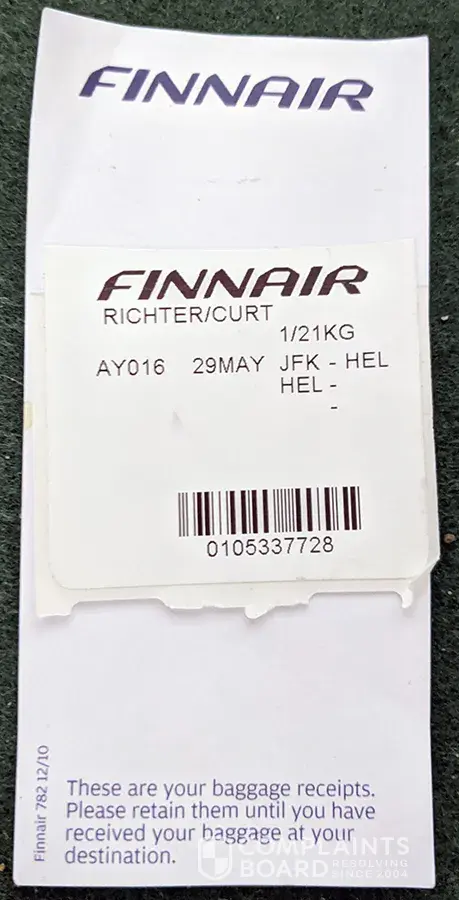 FINNAIR
FINNAIR
RICHTER/CURT
1/21KG
AY016 29MAY JFK - HEL
HEL -
-
0105337728
Finnair 782 12/10
These are your baggage receipts.
Please retain them until you have
received your baggage at your
destination.
COMPLAINTS
BOARD RESOLVING
SINCE 2004